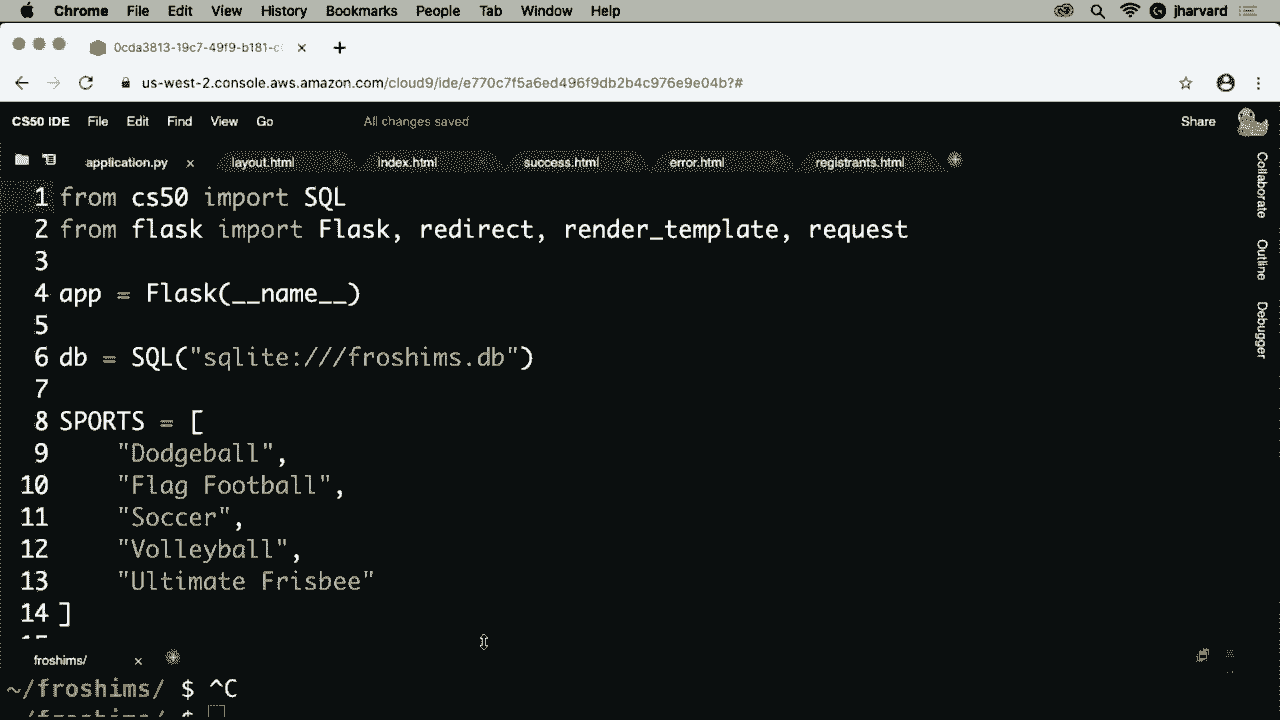 Chrome File Edit View History Bookmarks People Tab Window Help jharvard
0cda3813-19c7-49f9-b181-c
us-west-2.console.aws.amazon.com/cloud9/ide/e770c7f5a6ed496f9db2b4c976e9e04b?#
CS50 IDE File Edit Find View Go All changes saved Share
application.py layout.html index.html success.html error.html registrants.html
Collaborate
Outline
Debugger
1 from cs50 import SQL
2 from flask import Flask, redirect, render_template, request
3
4 app = Flask(__name__)
5
6 db = SQL("sqlite:///froshims.db")
7
8 SPORTS = [
9 "Dodgeball",
10 "Flag Football",
11 "Soccer",
12 "Volleyball",
13 "Ultimate Frisbee"
14 ]
froshims/
~/froshims/ $ ^C